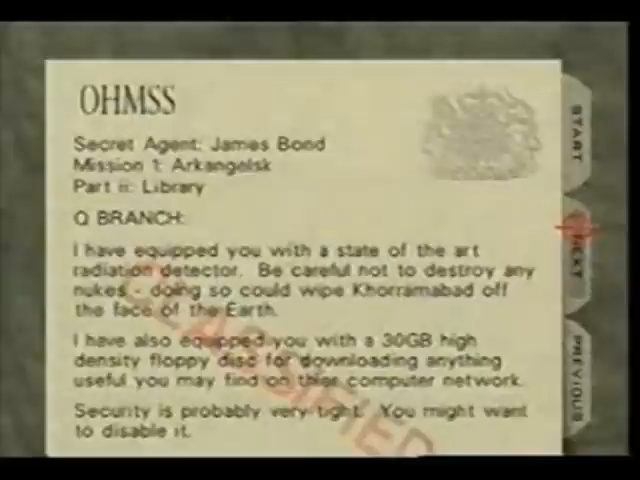 OHMSS
Secret Agent: James Bond
Mission 1: Arkangelsk
Part ii: Library
Q BRANCH:
I have equipped you with a state of the art
radiation detector. Be careful not to destroy any
nukes - doing so could wipe Khorramabad off
the face of the Earth.
I have also equipped you with a 30GB high
density floppy disc for downloading anything
useful you may find on thier computer network.
Security is probably very tight. You might want
to disable it.
CLASSIFIED
START
NEXT
PREVIOUS